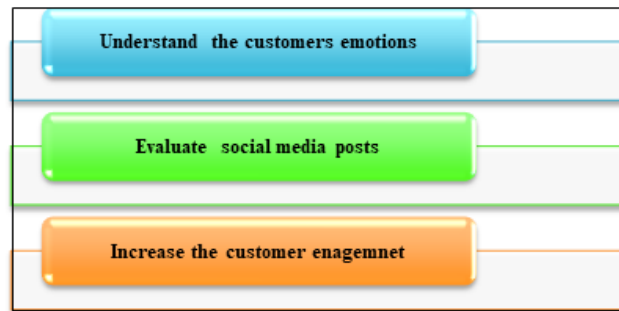 Understand the customers emotions
Evaluate social media posts
Increase the customer enagemnet